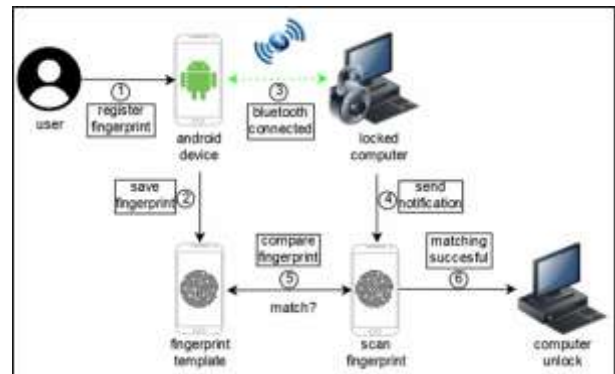 1
register
fingerprint
user
android
device
3
bluetooth
connected
locked
computer
save
fingerprint
2
4
send
notification
compare
fingerprint
5
match?
matching
succesful
6
fingerprint
template
scan
fingerprint
computer
unlock